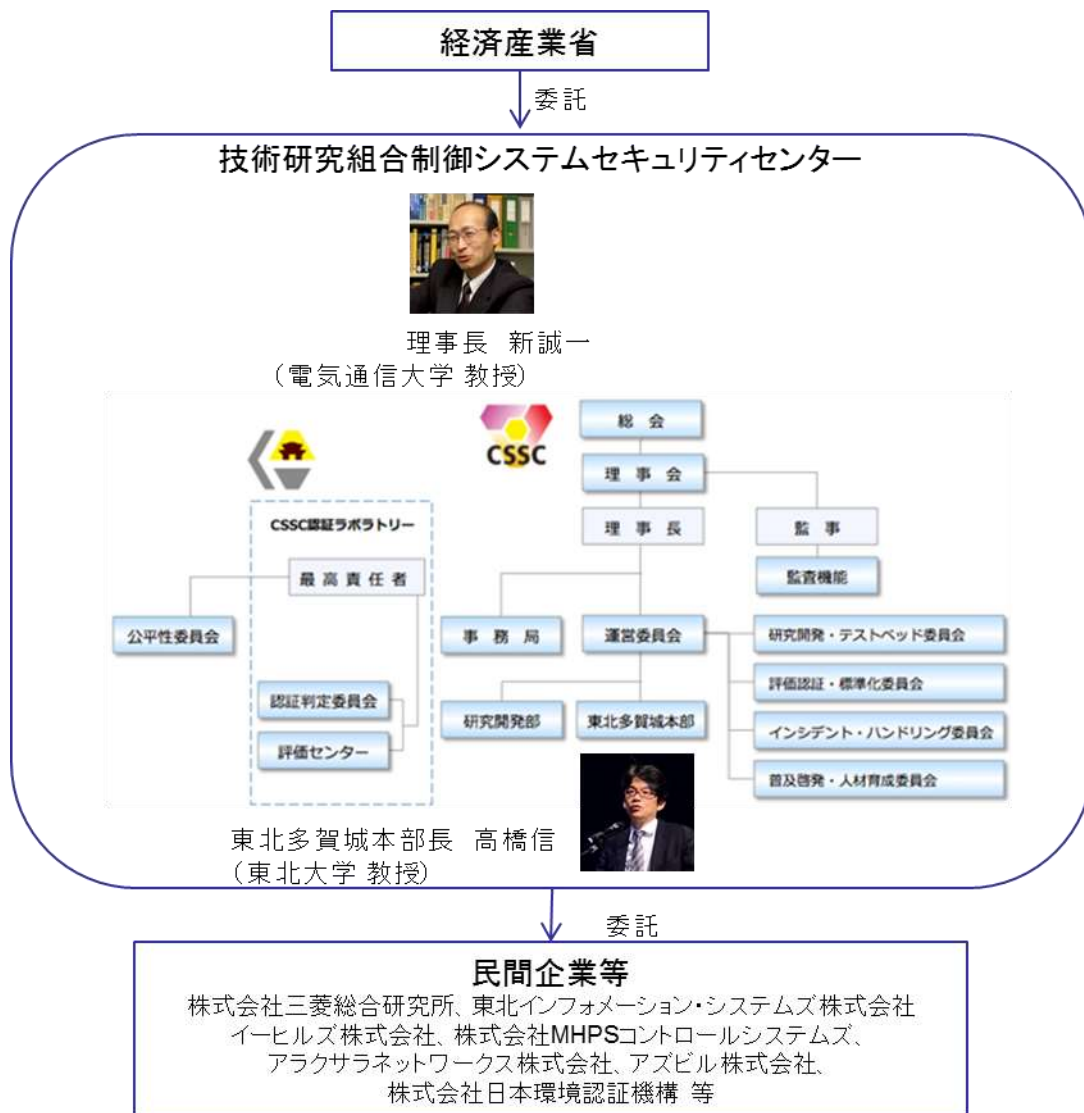 経済産業省
委託
技術研究組合制御システムセキュリティセンター
理事長 新誠一
（電気通信大学 教授）
CSSC
総会
理事会
理事長
監事
監査機能
CSSC認証ラボラトリー
最高責任者
公平性委員会
認証判定委員会
評価センター
事務局
運営委員会
研究開発部
東北多賀城本部
研究開発・テストベッド委員会
評価認証・標準化委員会
インシデント・ハンドリング委員会
普及啓発・人材育成委員会
東北多賀城本部長 高橋信
（東北大学 教授）
委託
民間企業等
株式会社三菱総合研究所、東北インフォメーション・システムズ株式会社
イーヒルズ株式会社、株式会社MHPSコントロールシステムズ、
アラクサラネットワークス株式会社、アズビル株式会社、
株式会社日本環境認証機構 等